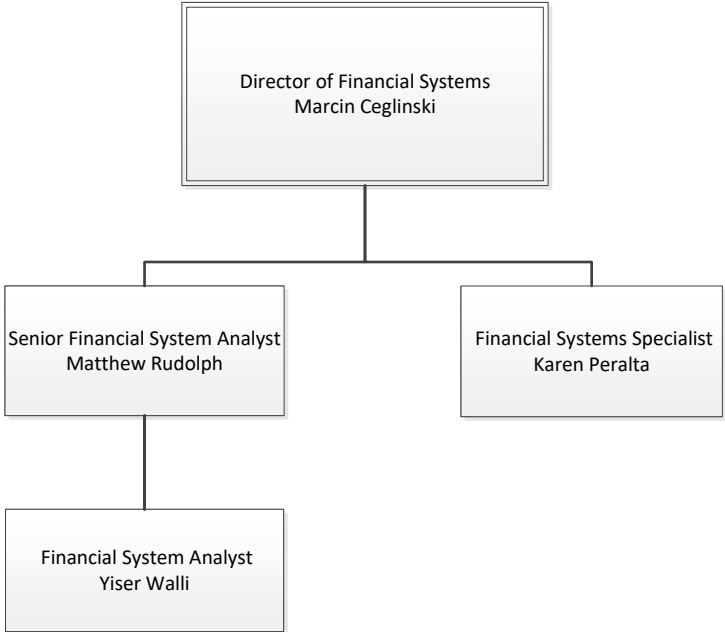 Director of Financial Systems
Marcin Ceglinski
Senior Financial System Analyst
Matthew Rudolph
Financial Systems Specialist
Karen Peralta
Financial System Analyst
Yiser Walli